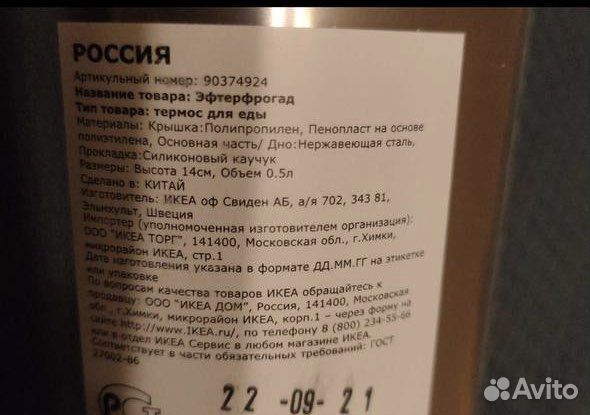 РОССИЯ
Артикульный номер: 90374924
Название товара: Эфтерфрогад
Тип товара: термос для еды
Материалы: Крышка:Полипропилен, Пенопласт на основе
полиэтилена, Основная часть/ Дно:Нержавеющая сталь,
Прокладка:Силиконовый каучук
Размеры: Высота 14см, Объем 0.5л
Сделано в: КИТАЙ
Изготовитель: ИКЕА оф Свиден АБ, а/я 702, 343 81,
Эльмхульт, Швеция
Импортер (уполномоченная изготовителем организация):
ООО "ИКЕА ТОРГ", 141400, Московская обл., г.Химки,
микрорайон ИКЕА, стр.1
Дата изготовления указана в формате ДД.ММ.ГГ на этикетке
или упаковке
По вопросам качества товаров ИКЕА обращайтесь к
продавцу: ООО "ИКЕА ДОМ", Россия, 141400, Московская
обл., г.Химки, микрорайон ИКЕА, корп.1 – через форму на
сайте http://www.IKEA.ru/, по телефону 8 (800) 234-55-66
или в отдел ИКЕА Сервис в любом магазине ИКЕА.
Соответствует в части обязательных требований: ГОСТ
27002-86
22 -09- 21
Avito